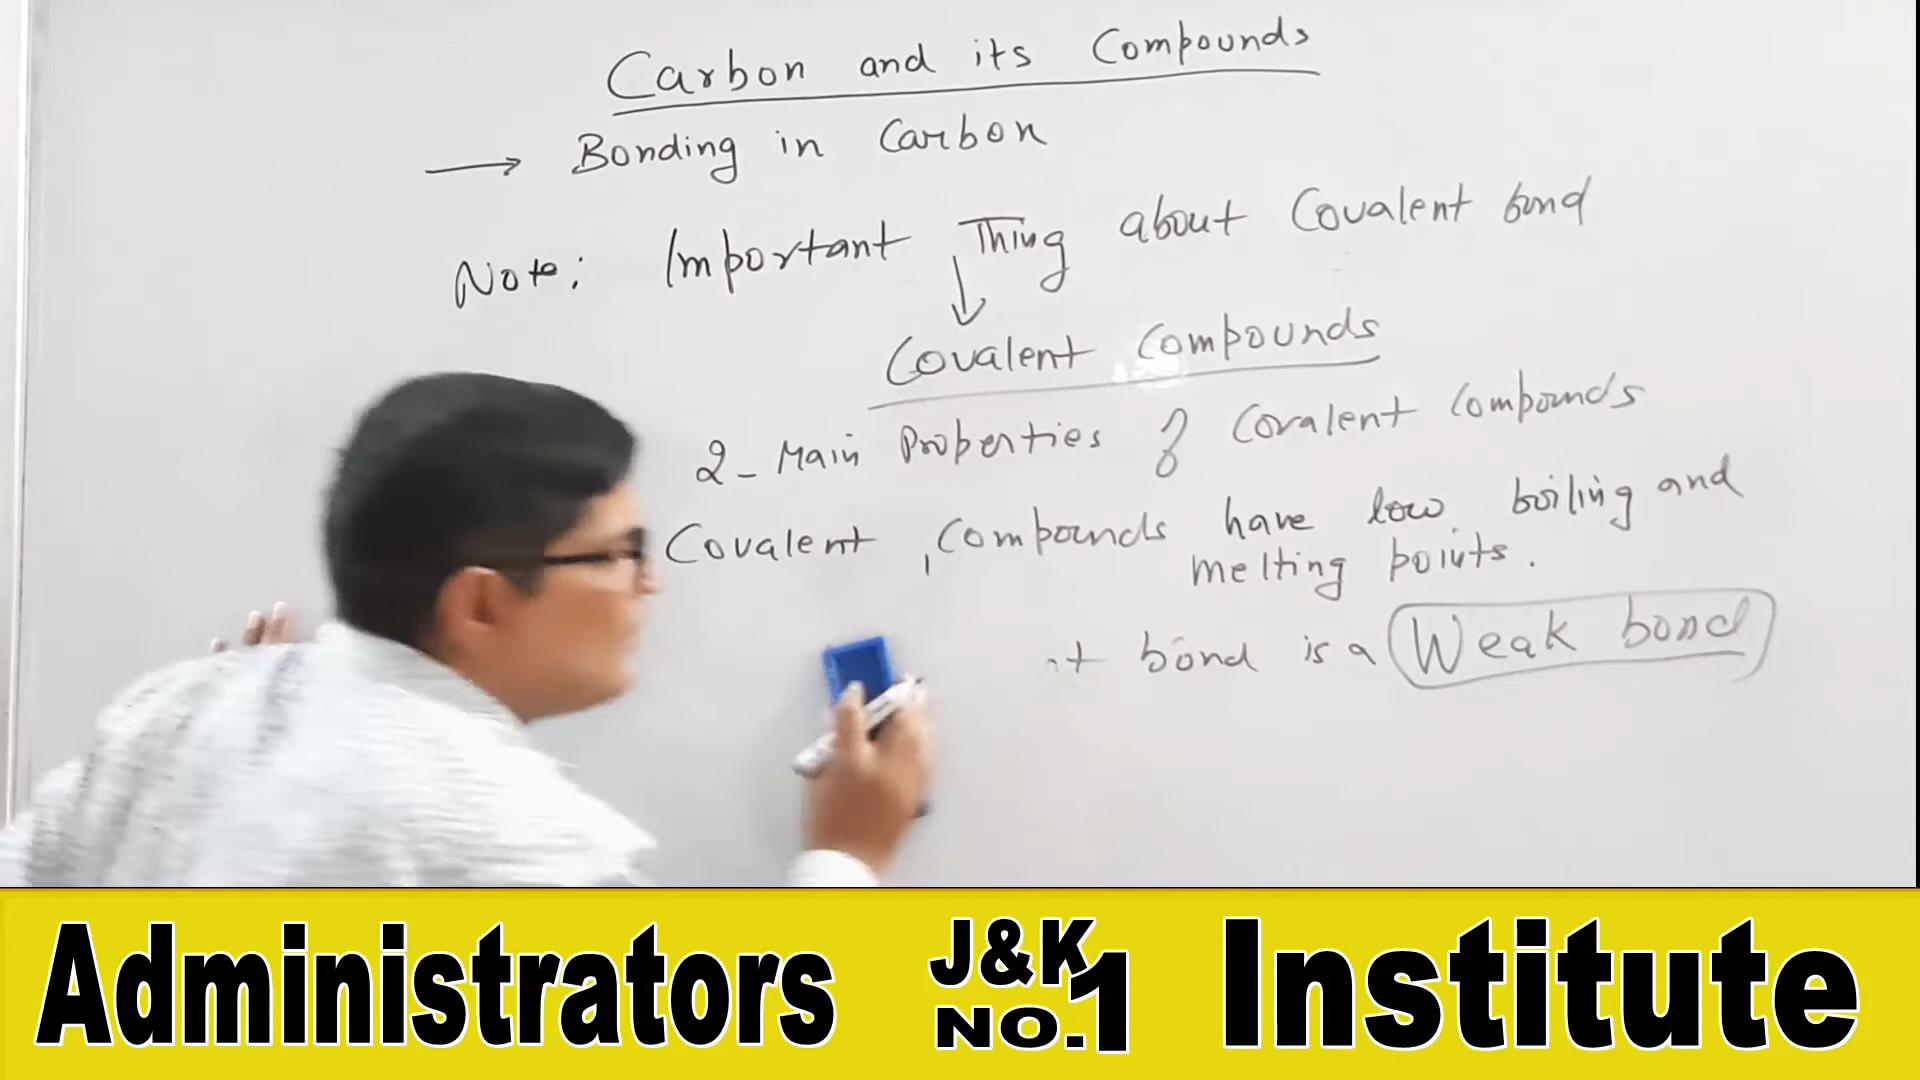 Carbon and its Compounds
→ Bonding in Carbon
Note: Important Thing about Covalent bond
↓
Covalent Compounds
2 - Main Properties of Covalent Compounds
Covalent, Compounds have low boiling and
melting points.
bond is a Weak bond
Administrators J&K NO.1 Institute